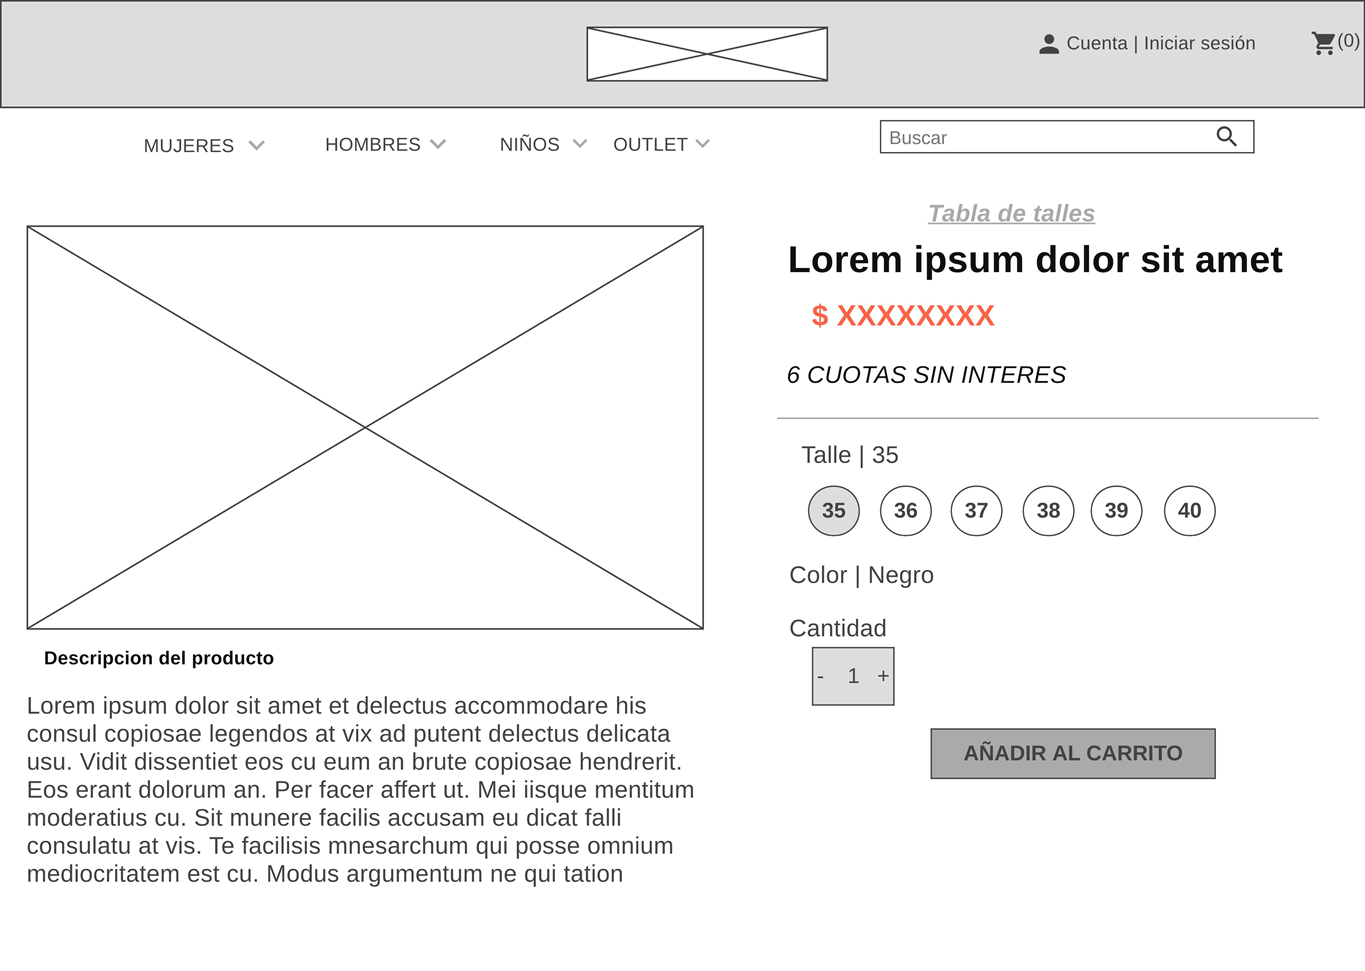 Cuenta | Iniciar sesión
(0)
MUJERES
HOMBRES
NIÑOS
OUTLET
Buscar
Tabla de talles
Lorem ipsum dolor sit amet
$ XXXXXXXX
6 CUOTAS SIN INTERES
Talle | 35
35 36 37 38 39 40
Color | Negro
Cantidad
- 1 +
AÑADIR AL CARRITO
Descripcion del producto
Lorem ipsum dolor sit amet et delectus accommodare his
consul copiosae legendos at vix ad putent delectus delicata
usu. Vidit dissentiet eos cu eum an brute copiosae hendrerit.
Eos erant dolorum an. Per facer affert ut. Mei iisque mentitum
moderatius cu. Sit munere facilis accusam eu dicat falli
consulatu at vis. Te facilisis mnesarchum qui posse omnium
mediocritatem est cu. Modus argumentum ne qui tation